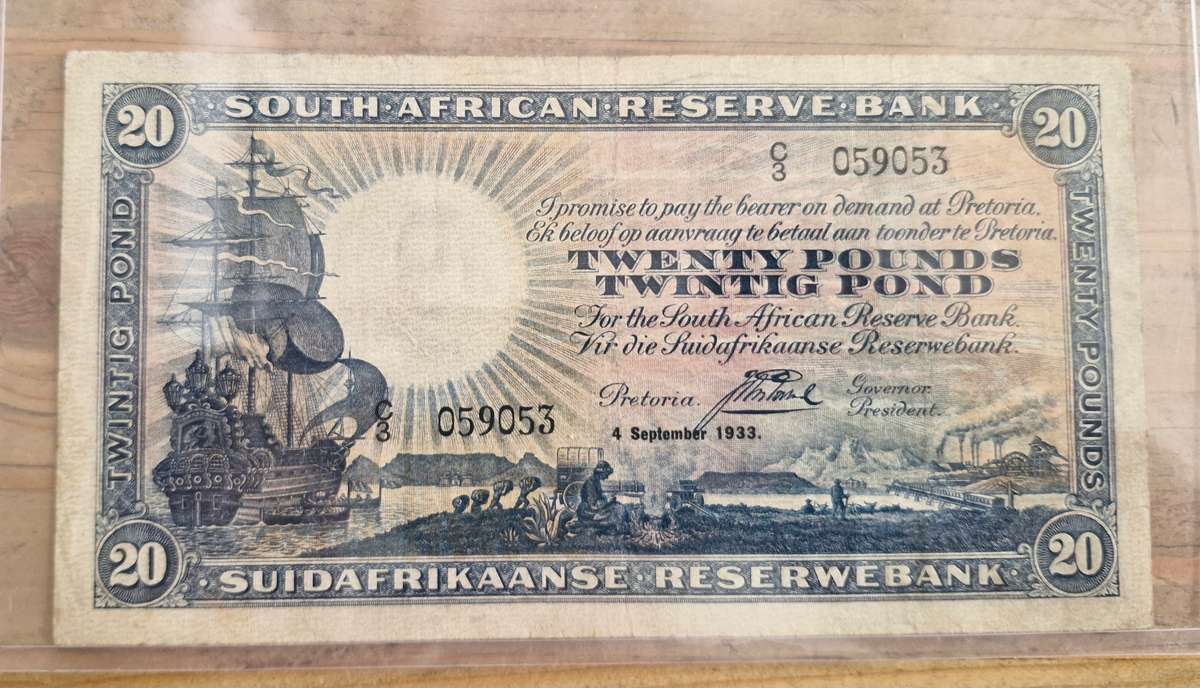 20 SOUTH·AFRICAN·RESERVE·BANK 20
C/3 059053
I promise to pay the bearer on demand at Pretoria.
Ek beloof op aanvraag te betaal aan toonder te Pretoria.
TWENTY POUNDS
TWINTIG POND
For the South African Reserve Bank.
Vir die Suidafrikaanse Reserwebank.
Pretoria.
Governor.
President.
4 September 1933.
C/3 059053
TWINTIG POND
TWENTY POUNDS
20 SUIDAFRIKAANSE·RESERWEBANK 20